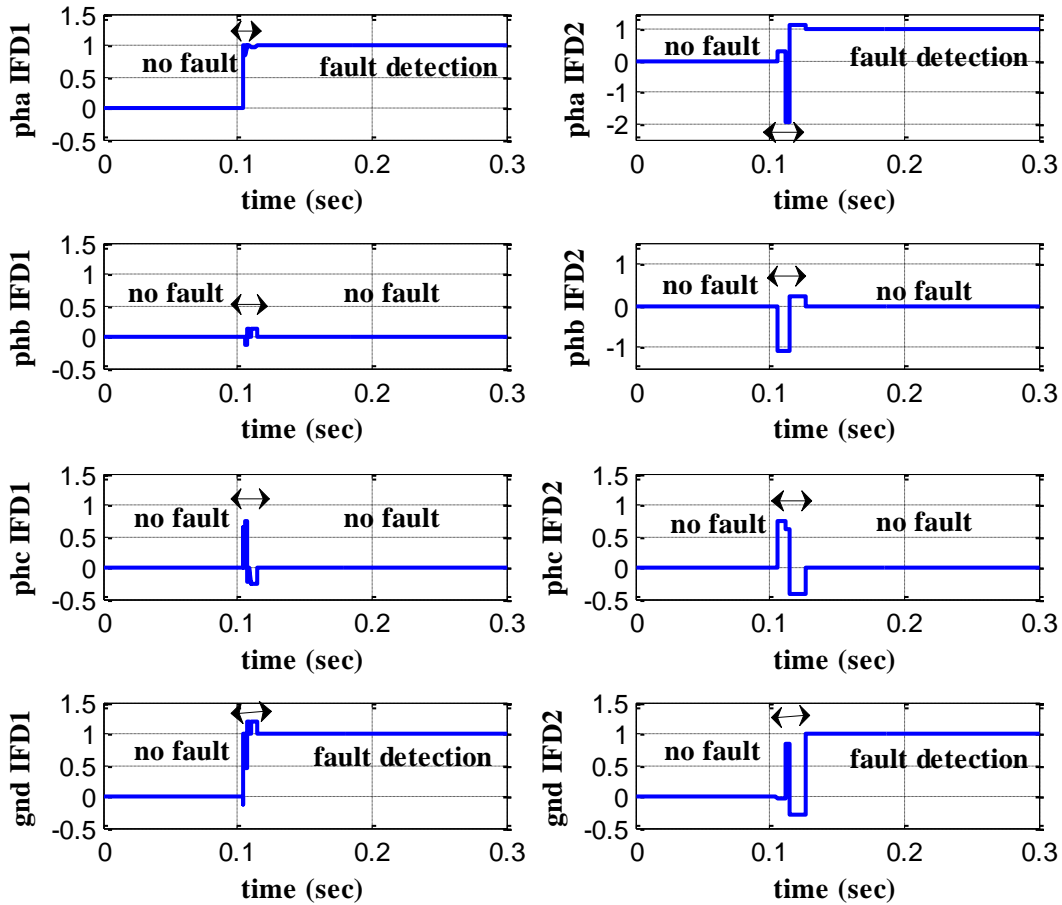 pha IFD1
1.5
1
0.5
0
-0.5
no fault
fault detection
0
0.1
0.2
0.3
time (sec)
pha IFD2
1
0
-1
-2
no fault
fault detection
0
0.1
0.2
0.3
time (sec)
phb IFD1
1.5
1
0.5
0
-0.5
no fault
no fault
0
0.1
0.2
0.3
time (sec)
phb IFD2
1
0
-1
no fault
no fault
0
0.1
0.2
0.3
time (sec)
phc IFD1
1.5
1
0.5
0
-0.5
no fault
no fault
0
0.1
0.2
0.3
time (sec)
phc IFD2
1.5
1
0.5
0
-0.5
no fault
no fault
0
0.1
0.2
0.3
time (sec)
gnd IFD1
1.5
1
0.5
0
-0.5
no fault
fault detection
0
0.1
0.2
0.3
time (sec)
gnd IFD2
1.5
1
0.5
0
-0.5
no fault
fault detection
0
0.1
0.2
0.3
time (sec)